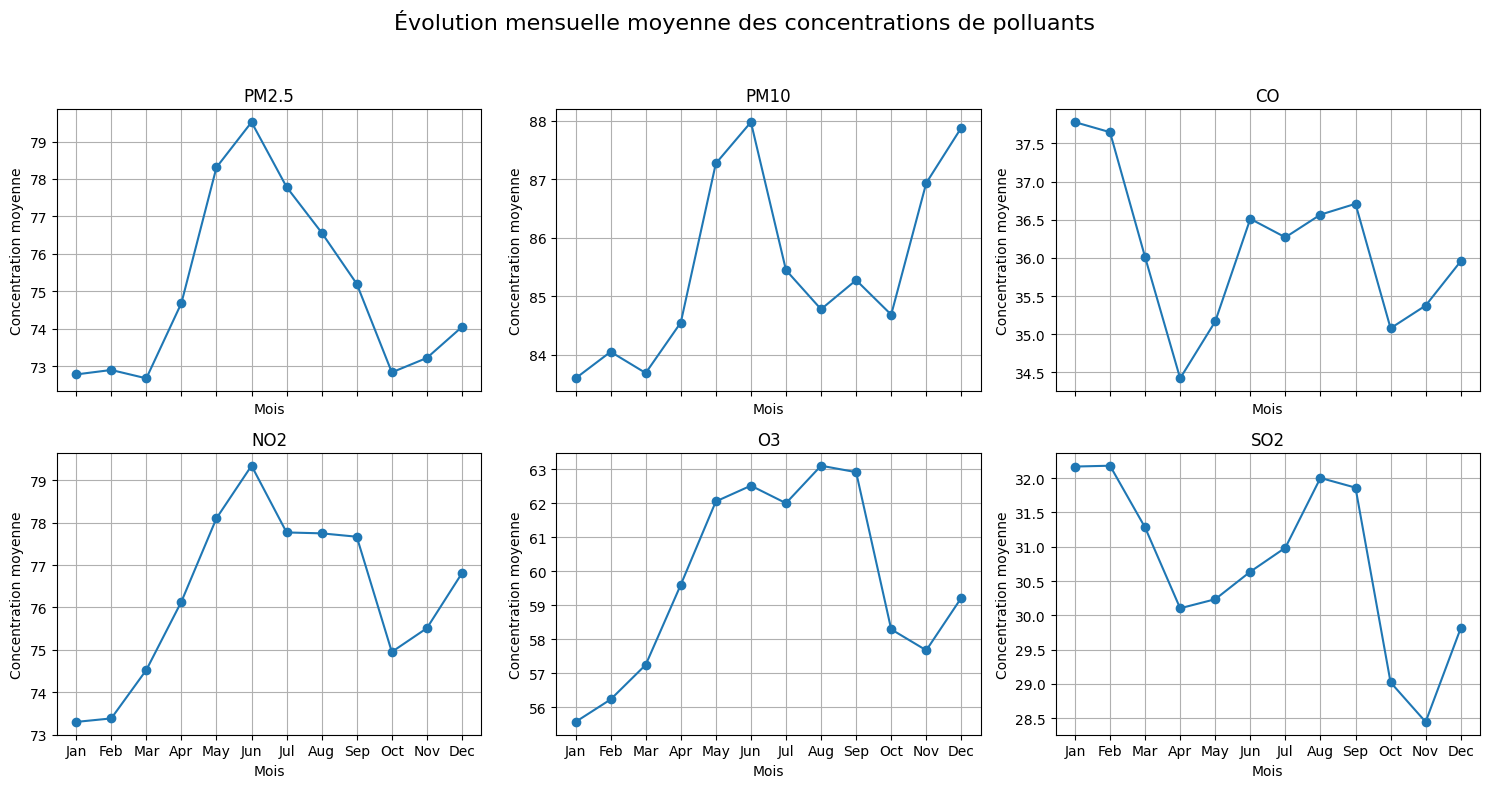 Évolution mensuelle moyenne des concentrations de polluants
PM2.5
Concentration moyenne
79
78
77
76
75
74
73
Mois
PM10
Concentration moyenne
88
87
86
85
84
Mois
CO
Concentration moyenne
37.5
37.0
36.5
36.0
35.5
35.0
34.5
Mois
NO2
Concentration moyenne
79
78
77
76
75
74
73
Jan Feb Mar Apr May Jun Jul Aug Sep Oct Nov Dec
Mois
O3
Concentration moyenne
63
62
61
60
59
58
57
56
Jan Feb Mar Apr May Jun Jul Aug Sep Oct Nov Dec
Mois
SO2
Concentration moyenne
32.0
31.5
31.0
30.5
30.0
29.5
29.0
28.5
Jan Feb Mar Apr May Jun Jul Aug Sep Oct Nov Dec
Mois